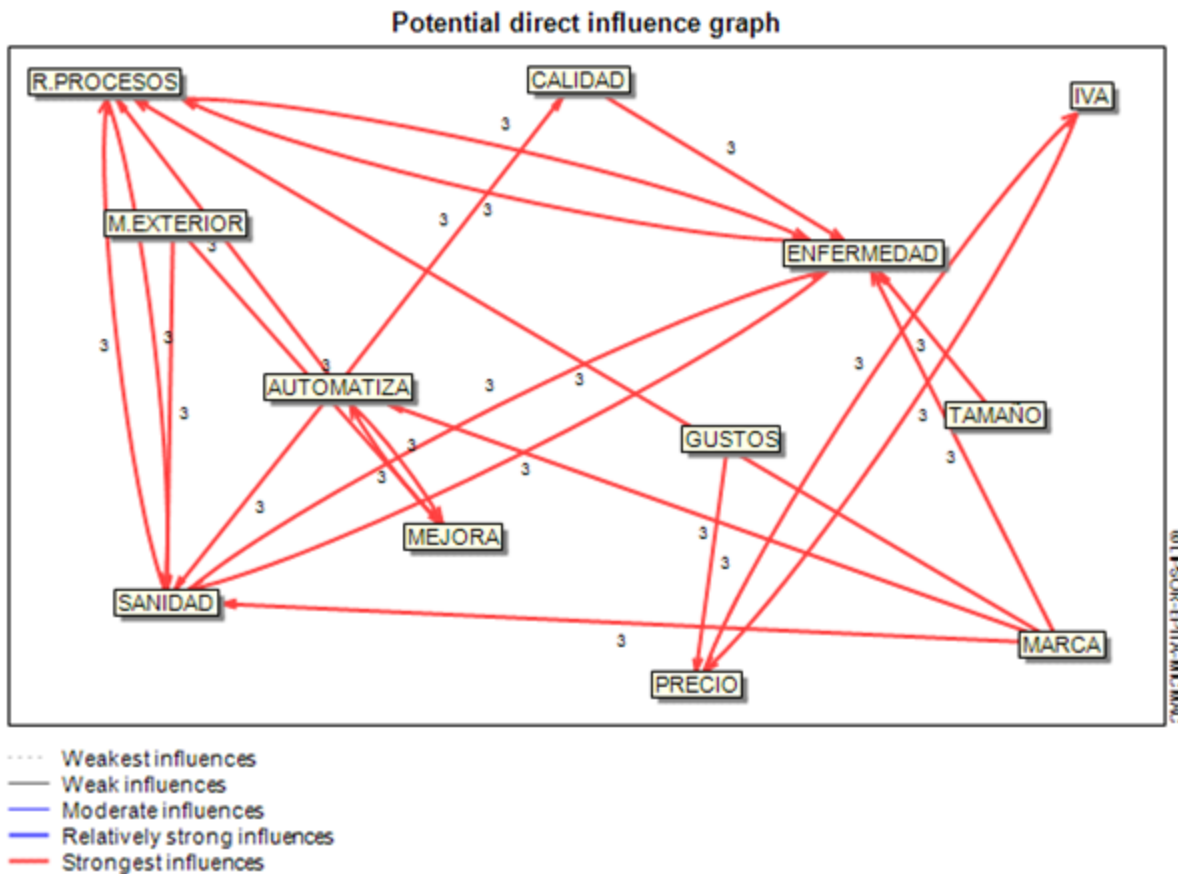 Potential direct influence graph
R.PROCESOS
CALIDAD
IVA
3
3
M.EXTERIOR
3
3
3
ENFERMEDAD
3
3
3
3
3
AUTOMATIZA
3
3
3
TAMAÑO
3
GUSTOS
3
3
3
3
3
MEJORA
3
3
SANIDAD
3
MARCA
PRECIO
Weakest influences
Weak influences
Moderate influences
Relatively strong influences
Strongest influences